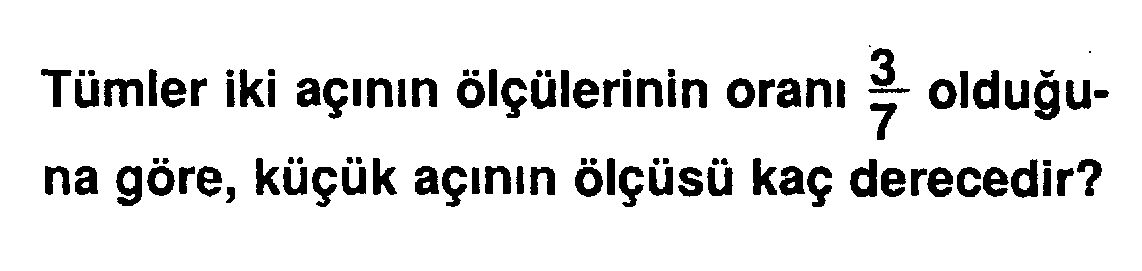 Tümler iki açının ölçülerinin oranı 3/7 olduğu-
na göre, küçük açının ölçüsü kaç derecedir?